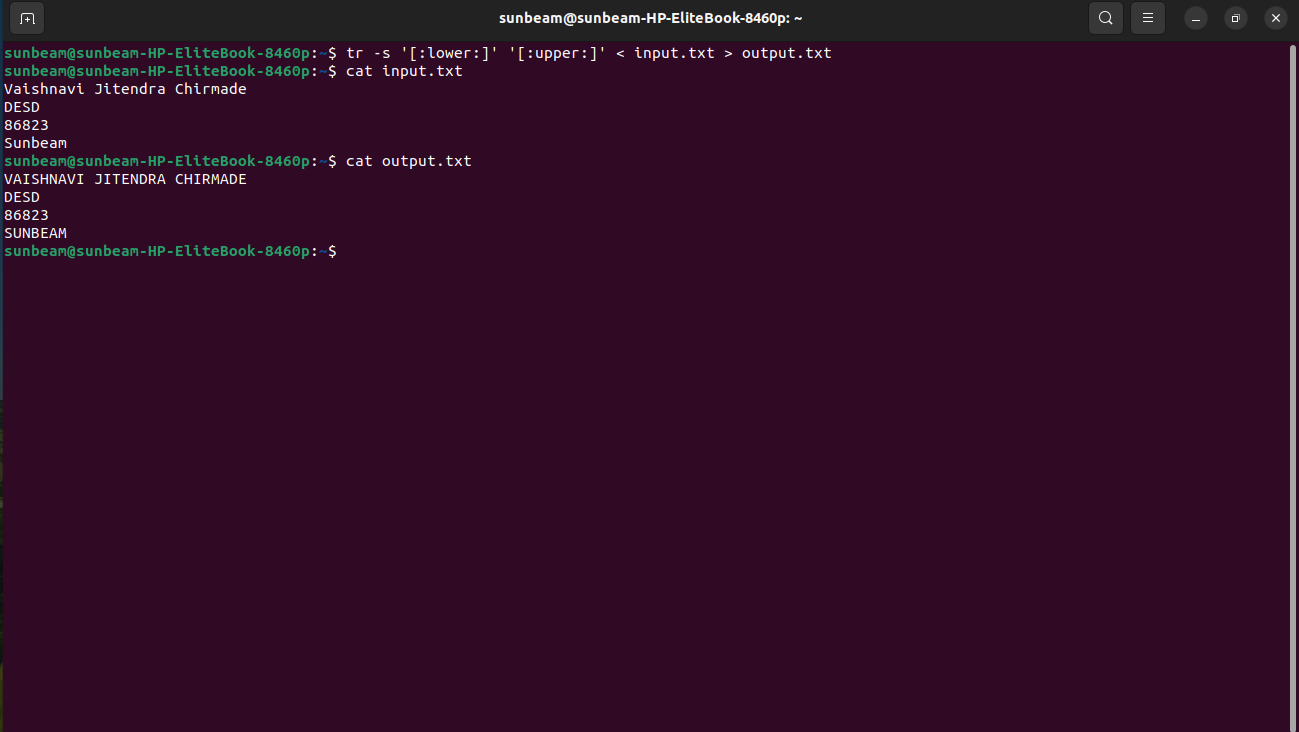 sunbeam@sunbeam-HP-EliteBook-8460p: ~
sunbeam@sunbeam-HP-EliteBook-8460p:~$ tr -s '[:lower:]' '[:upper:]' < input.txt > output.txt
sunbeam@sunbeam-HP-EliteBook-8460p:~$ cat input.txt
Vaishnavi Jitendra Chirmade
DESD
86823
Sunbeam
sunbeam@sunbeam-HP-EliteBook-8460p:~$ cat output.txt
VAISHNAVI JITENDRA CHIRMADE
DESD
86823
SUNBEAM
sunbeam@sunbeam-HP-EliteBook-8460p:~$